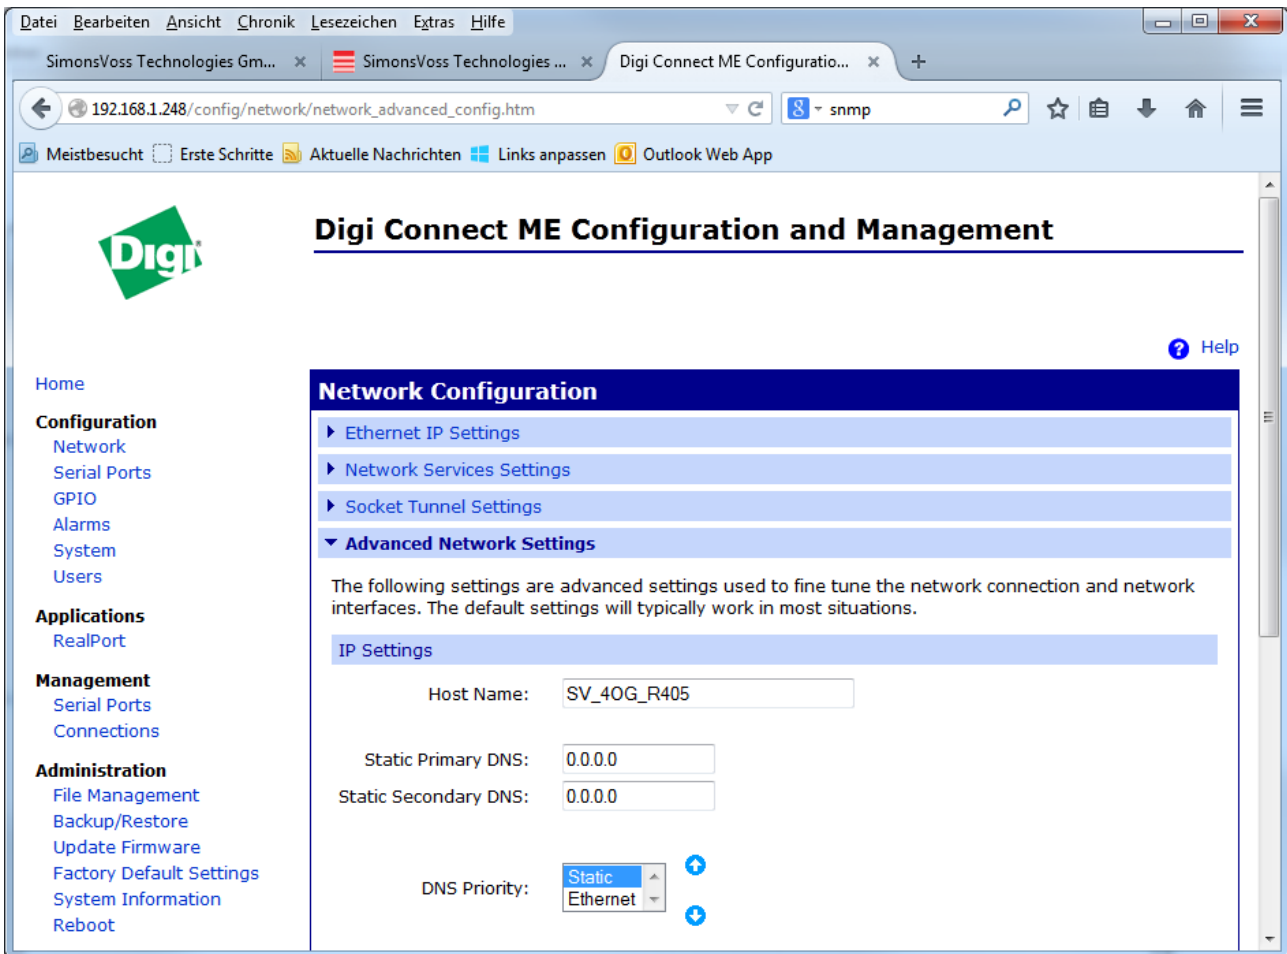 Datei Bearbeiten Ansicht Chronik Lesezeichen Extras Hilfe
SimonsVoss Technologies Gm... SimonsVoss Technologies ... Digi Connect ME Configuratio...
192.168.1.248/config/network/network_advanced_config.htm snmp
Meistbesucht Erste Schritte Aktuelle Nachrichten Links anpassen Outlook Web App
Digi
Digi Connect ME Configuration and Management
Help
Home
Configuration
Network
Serial Ports
GPIO
Alarms
System
Users
Applications
RealPort
Management
Serial Ports
Connections
Administration
File Management
Backup/Restore
Update Firmware
Factory Default Settings
System Information
Reboot
Network Configuration
Ethernet IP Settings
Network Services Settings
Socket Tunnel Settings
Advanced Network Settings
The following settings are advanced settings used to fine tune the network connection and network
interfaces. The default settings will typically work in most situations.
IP Settings
Host Name: SV_4OG_R405
Static Primary DNS: 0.0.0.0
Static Secondary DNS: 0.0.0.0
DNS Priority: Static
Ethernet